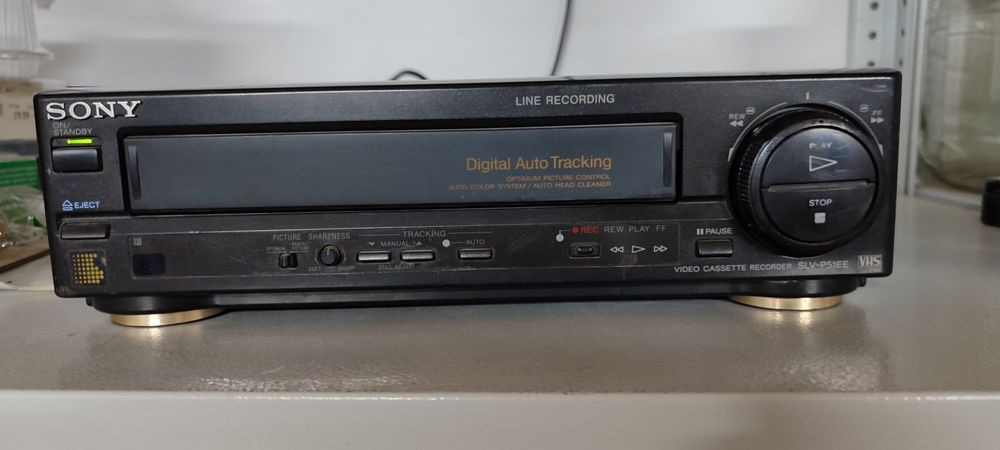 SONY
LINE RECORDING
ON/
STANDBY
REW
FF
Digital Auto Tracking
OPTIMUM PICTURE CONTROL
AUTO COLOR SYSTEM / AUTO HEAD CLEANER
PLAY
STOP
EJECT
PICTURE SHARPNESS
SOFT SHARP
TRACKING
MANUAL
STILL ADJUST
AUTO
REC REW PLAY FF
PAUSE
VIDEO CASSETTE RECORDER SLV-P51EE VHS